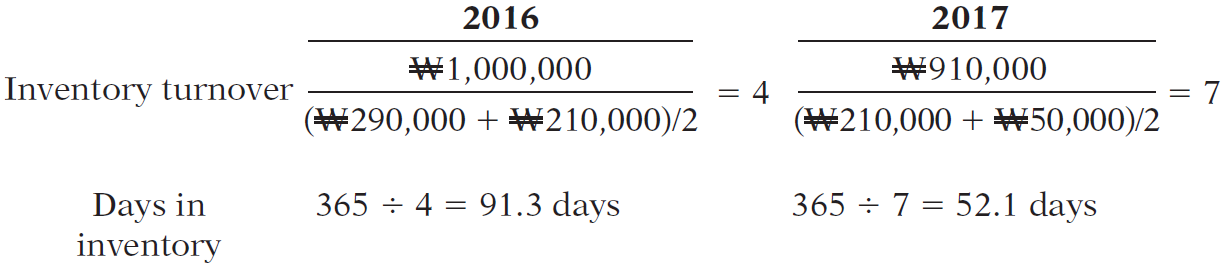 2016 2017
Inventory turnover ₩1,000,000 / (₩290,000 + ₩210,000)/2 = 4 ₩910,000 / (₩210,000 + ₩50,000)/2 = 7
Days in 365 ÷ 4 = 91.3 days 365 ÷ 7 = 52.1 days
inventory